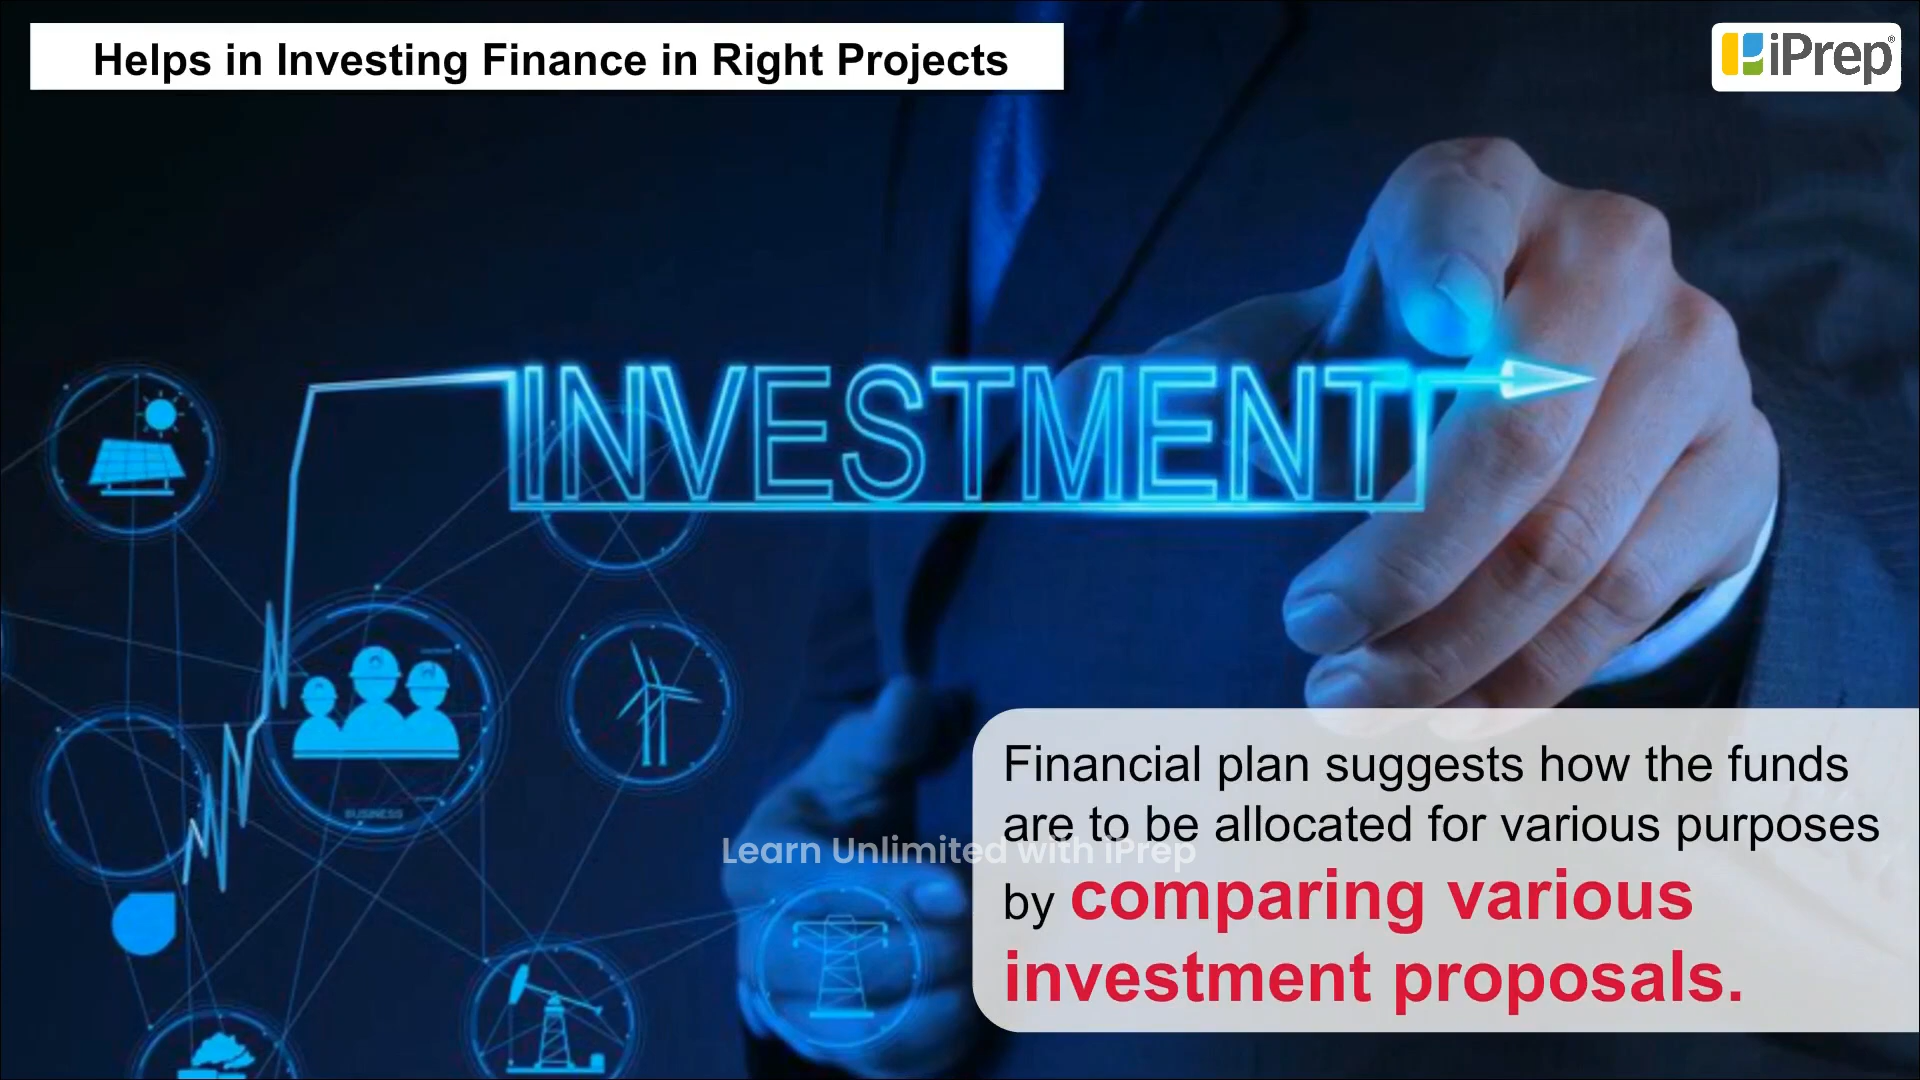 Helps in Investing Finance in Right Projects
iPrep®
INVESTMENT
BUSINESS
Financial plan suggests how the funds
are to be allocated for various purposes
by comparing various
investment proposals.
Learn Unlimited with iPrep